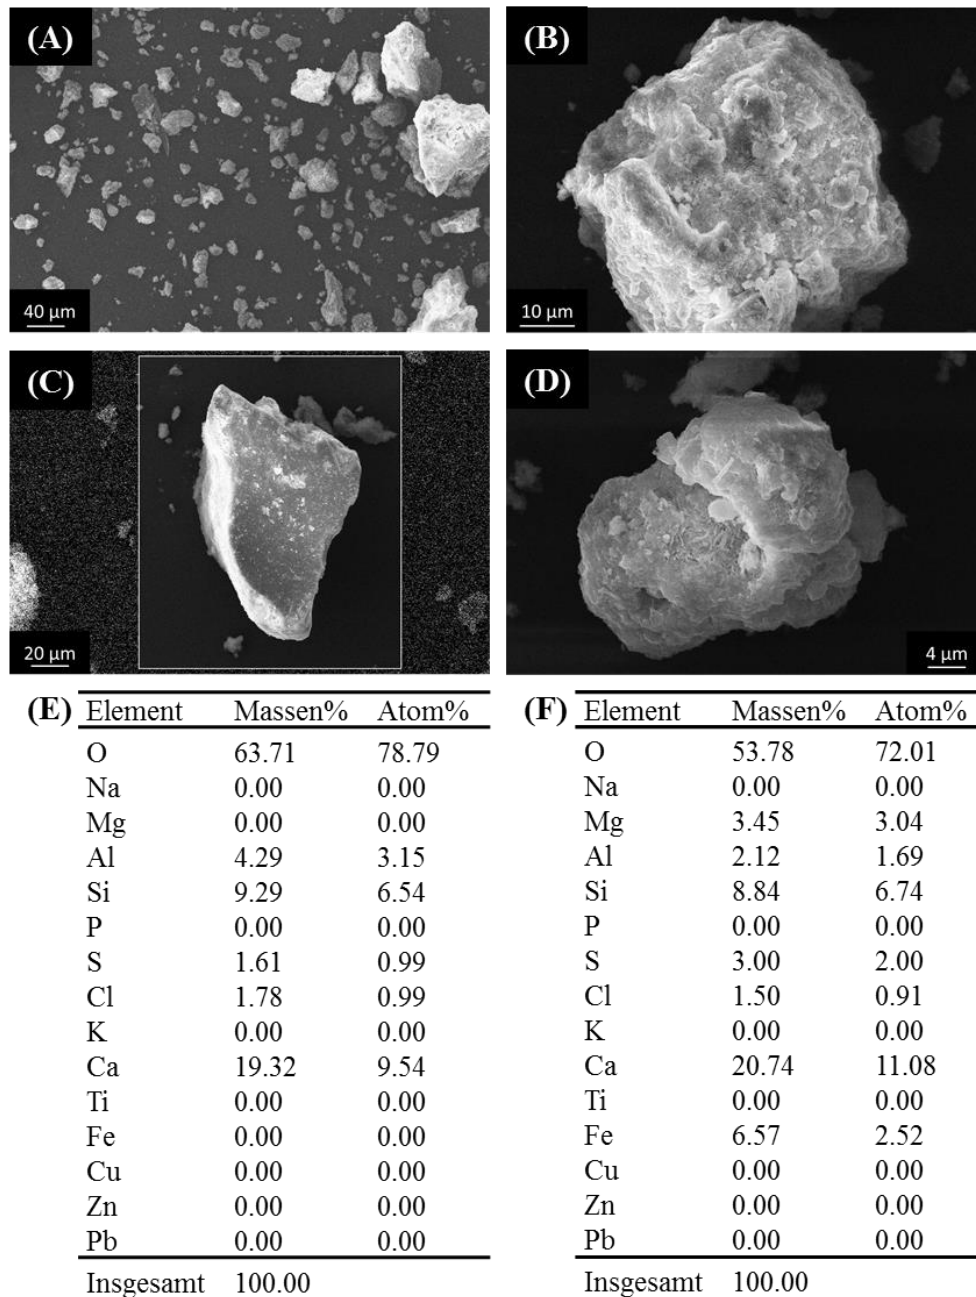 (A) (B)
40 µm 10 µm
(C) (D)
20 µm 4 µm
(E) Element Massen% Atom%
O 63.71 78.79
Na 0.00 0.00
Mg 0.00 0.00
Al 4.29 3.15
Si 9.29 6.54
P 0.00 0.00
S 1.61 0.99
Cl 1.78 0.99
K 0.00 0.00
Ca 19.32 9.54
Ti 0.00 0.00
Fe 0.00 0.00
Cu 0.00 0.00
Zn 0.00 0.00
Pb 0.00 0.00
Insgesamt 100.00
(F) Element Massen% Atom%
O 53.78 72.01
Na 0.00 0.00
Mg 3.45 3.04
Al 2.12 1.69
Si 8.84 6.74
P 0.00 0.00
S 3.00 2.00
Cl 1.50 0.91
K 0.00 0.00
Ca 20.74 11.08
Ti 0.00 0.00
Fe 6.57 2.52
Cu 0.00 0.00
Zn 0.00 0.00
Pb 0.00 0.00
Insgesamt 100.00